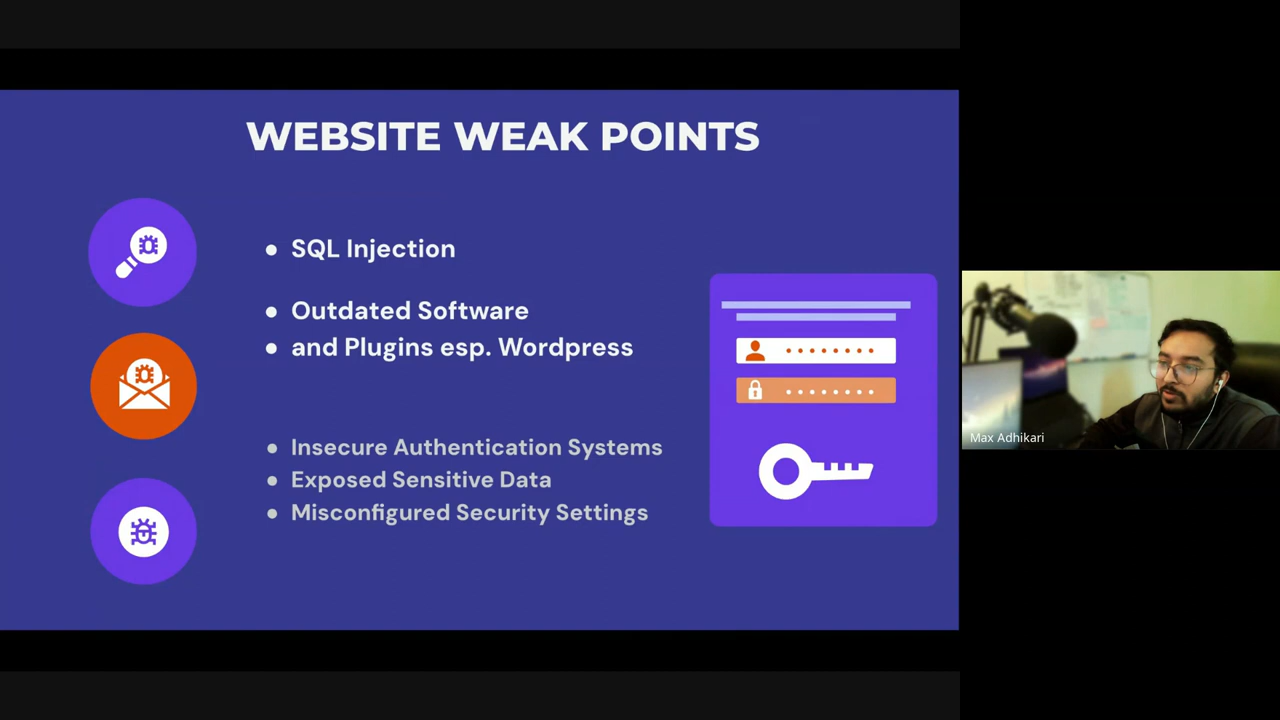 WEBSITE WEAK POINTS
● SQL Injection
● Outdated Software
● and Plugins esp. Wordpress
● Insecure Authentication Systems
● Exposed Sensitive Data
● Misconfigured Security Settings
Max Adhikari